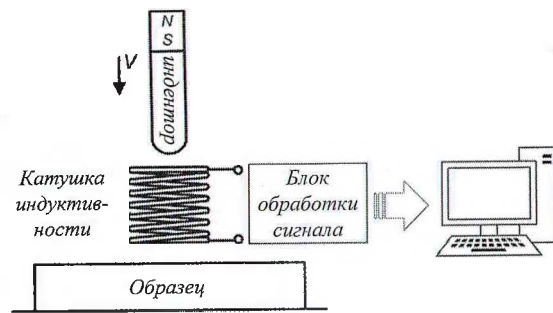 N
S
V
индентор
Катушка
индуктив-
ности
Блок
обработки
сигнала
Образец